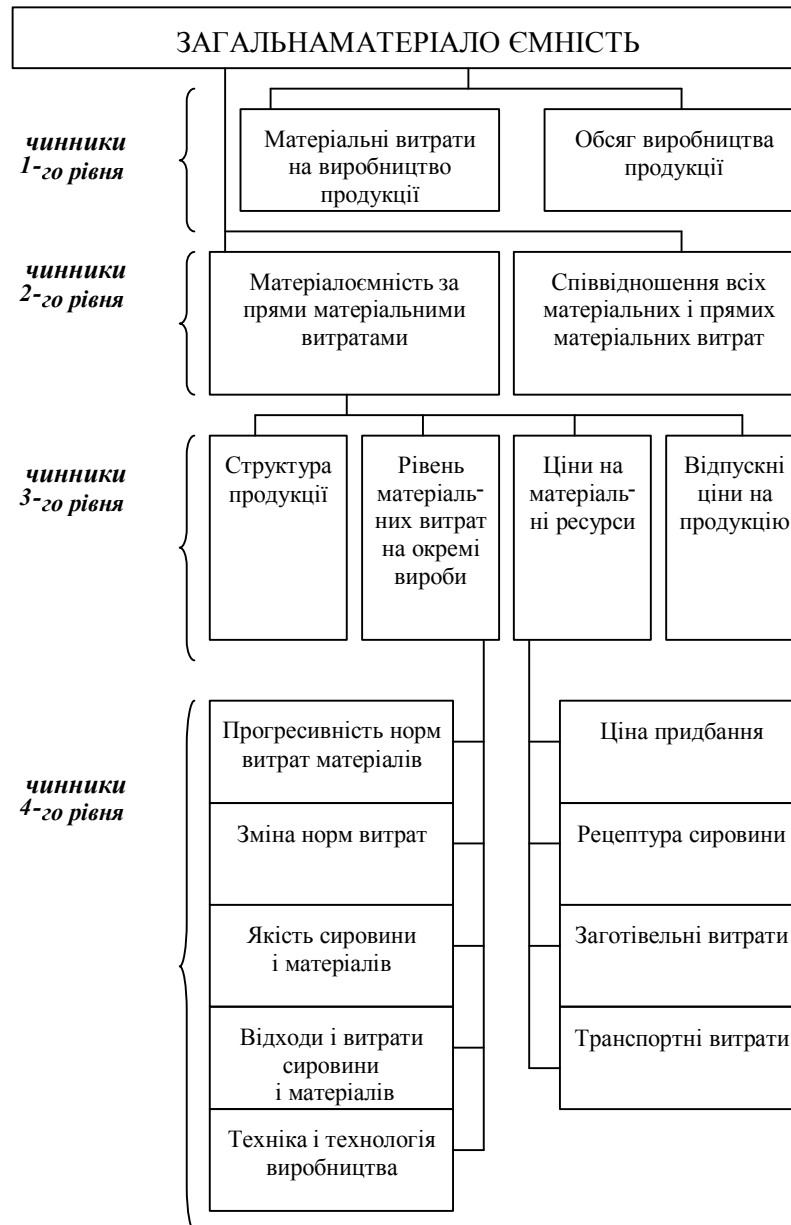 ЗАГАЛЬНАМАТЕРІАЛО ЄМНІСТЬ
чинники
1-го рівня
Матеріальні витрати
на виробництво
продукції
Обсяг виробництва
продукції
чинники
2-го рівня
Матеріалоємність за
прями матеріальними
витратами
Співвідношення всіх
матеріальних і прямих
матеріальних витрат
чинники
3-го рівня
Структура
продукції
Рівень
матеріаль-
них витрат
на окремі
вироби
Ціни на
матеріаль-
ні ресурси
Відпускні
ціни на
продукцію
чинники
4-го рівня
Прогресивність норм
витрат матеріалів
Зміна норм витрат
Якість сировини
і матеріалів
Відходи і витрати
сировини
і матеріалів
Техніка і технологія
виробництва
Ціна придбання
Рецептура сировини
Заготівельні витрати
Транспортні витрати